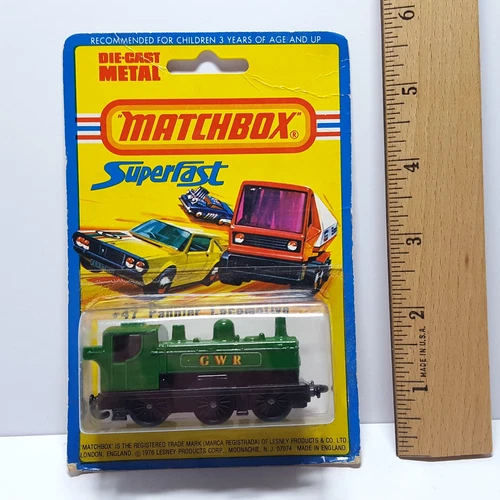 RECOMMENDED FOR CHILDREN 3 YEARS OF AGE AND UP
DIE-CAST
METAL
"MATCHBOX"®
Superfast
#47 Pannier Locomotive
GWR
"MATCHBOX" IS THE REGISTERED TRADE MARK (MARCA REGISTRADA) OF LESNEY PRODUCTS & CO. LTD.
LONDON, ENGLAND. © 1976 LESNEY PRODUCTS CORP., MOONACHIE, N. J. 07074 MADE IN ENGLAND
6
5
4
3
2
1
MADE IN U.S.A.